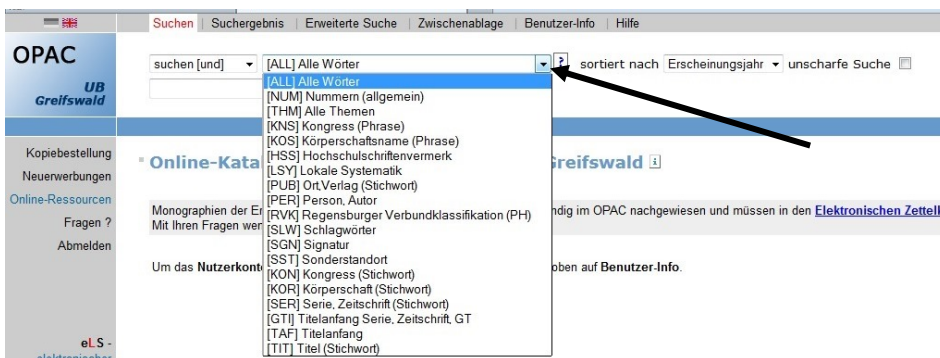 Suchen | Suchergebnis | Erweiterte Suche | Zwischenablage | Benutzer-Info | Hilfe
OPAC
UB
Greifswald
suchen [und] [ALL] Alle Wörter ? sortiert nach Erscheinungsjahr unscharfe Suche
[ALL] Alle Wörter
[NUM] Nummern (allgemein)
[THM] Alle Themen
[KNS] Kongress (Phrase)
[KOS] Körperschaftsname (Phrase)
[HSS] Hochschulschriftenvermerk
[LSY] Lokale Systematik
[PUB] Ort,Verlag (Stichwort)
[PER] Person, Autor
[RVK] Regensburger Verbundklassifikation (PH)
[SLW] Schlagwörter
[SGN] Signatur
[SST] Sonderstandort
[KON] Kongress (Stichwort)
[KOR] Körperschaft (Stichwort)
[SER] Serie, Zeitschrift (Stichwort)
[GTI] Titelanfang Serie, Zeitschrift, GT
[TAF] Titelanfang
[TIT] Titel (Stichwort)
Kopiebestellung
Neuerwerbungen
Online-Ressourcen
Fragen ?
Abmelden
eLS -
elektronischer
Online-Kata Greifswald i
Monographien der Er ndig im OPAC nachgewiesen und müssen in den Elektronischen Zettell
Mit Ihren Fragen wen
Um das Nutzerkont oben auf Benutzer-Info.